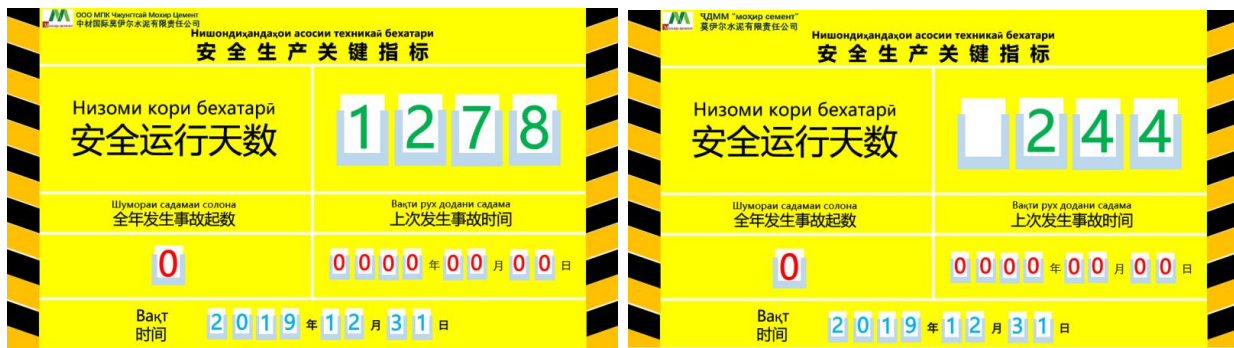 ООО МПК Чжунгтсай Мохир Цемент
中材国际莫伊尔水泥有限责任公司
Нишондиҳандаҳои асосии техникаӣ бехатари
安全生产关键指标
Низоми кори бехатарӣ
安全运行天数
1278
Шумораи садамаи солона
全年发生事故起数
Вақти рух додани садама
上次发生事故时间
0
0000年00月00日
Вақт
时间
2019年12月31日
ҶДММ "моҳир семент"
莫伊尔水泥有限责任公司
Нишондиҳандаҳои асосии техникаӣ бехатари
安全生产关键指标
Низоми кори бехатарӣ
安全运行天数
244
Шумораи садамаи солона
全年发生事故起数
Вақти рух додани садама
上次发生事故时间
0
0000年00月00日
Вақт
时间
2019年12月31日